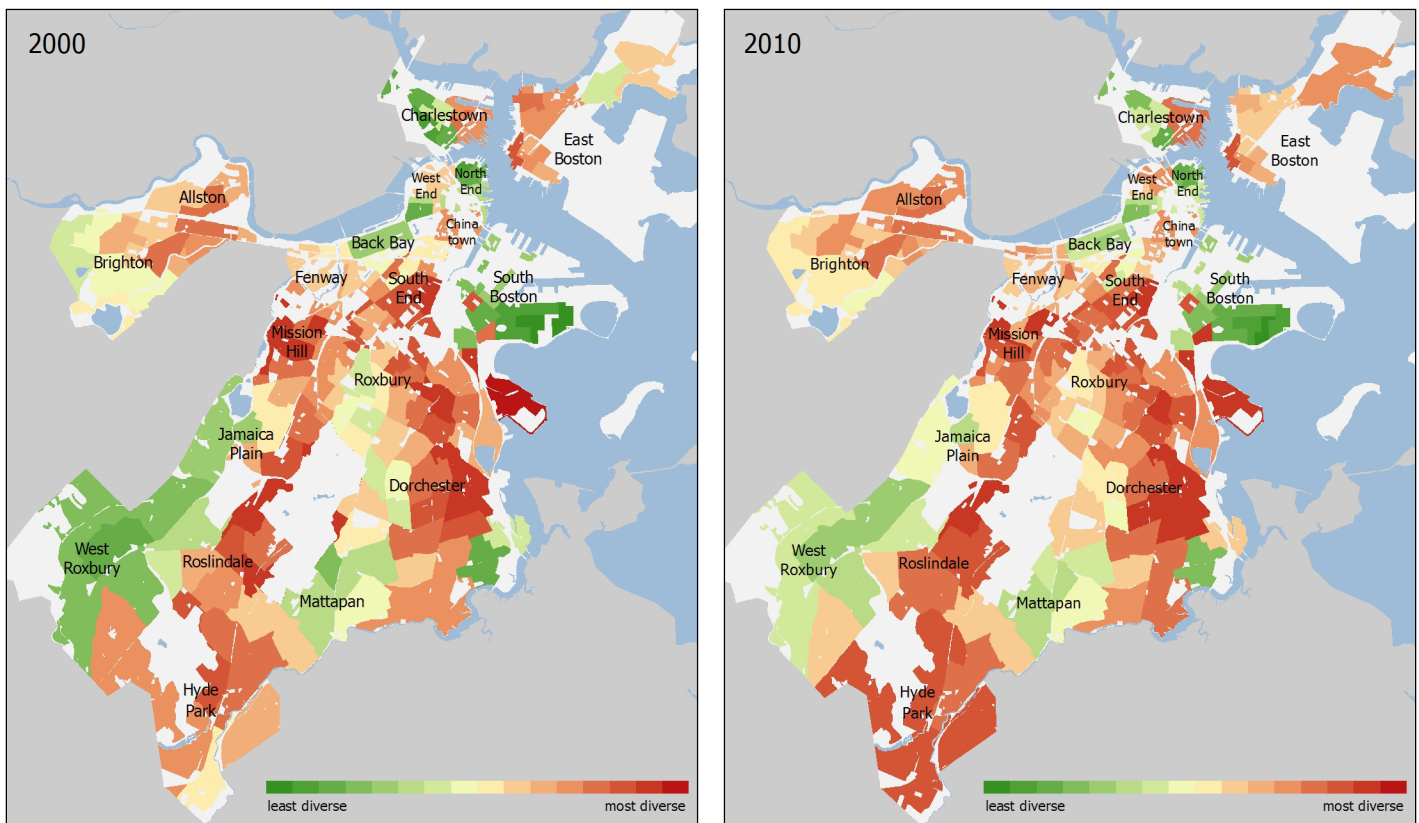 2000
Charlestown
East
Boston
West
End
North
End
Allston
China
town
Back Bay
Brighton
Fenway
South
End
South
Boston
Mission
Hill
Roxbury
Jamaica
Plain
Dorchester
West
Roxbury
Roslindale
Mattapan
Hyde
Park
least diverse
most diverse
2010
Charlestown
East
Boston
West
End
North
End
Allston
China
town
Back Bay
Brighton
Fenway
South
End
South
Boston
Mission
Hill
Roxbury
Jamaica
Plain
Dorchester
West
Roxbury
Roslindale
Mattapan
Hyde
Park
least diverse
most diverse